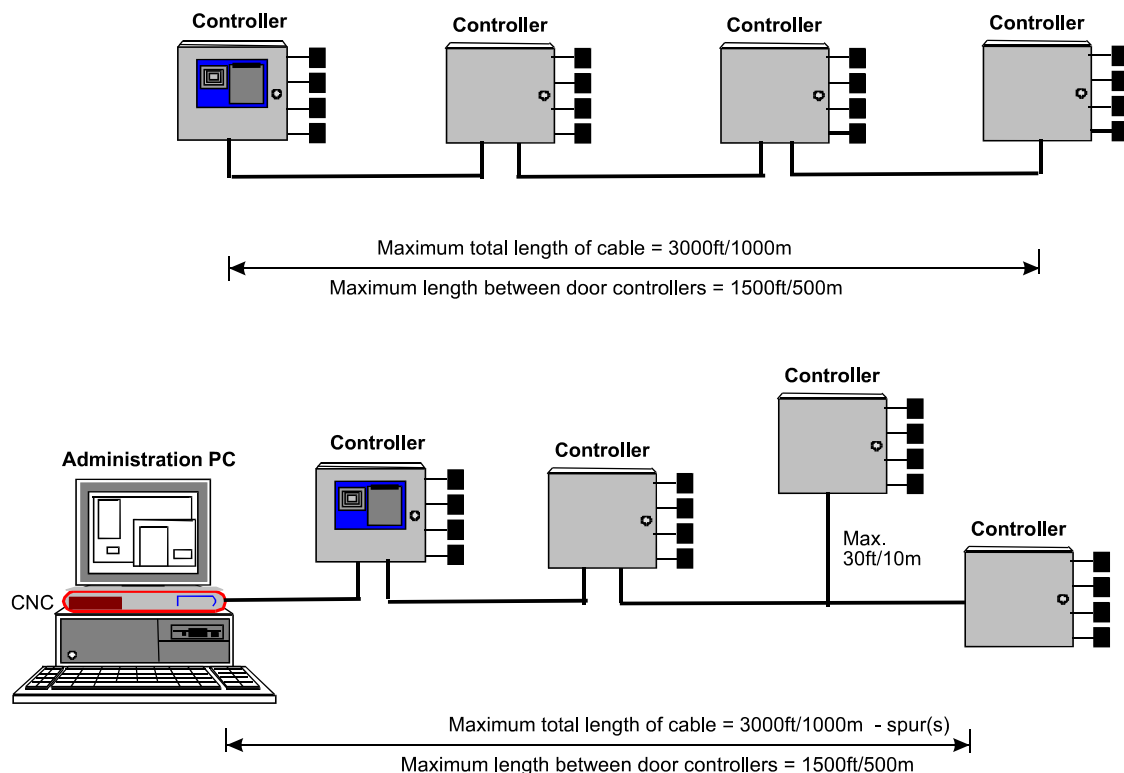 Controller
Controller
Controller
Controller
Maximum total length of cable = 3000ft/1000m
Maximum length between door controllers = 1500ft/500m
Controller
Controller
Controller
Administration PC
Controller
Max.
30ft/10m
CNC
Maximum total length of cable = 3000ft/1000m - spur(s)
Maximum length between door controllers = 1500ft/500m